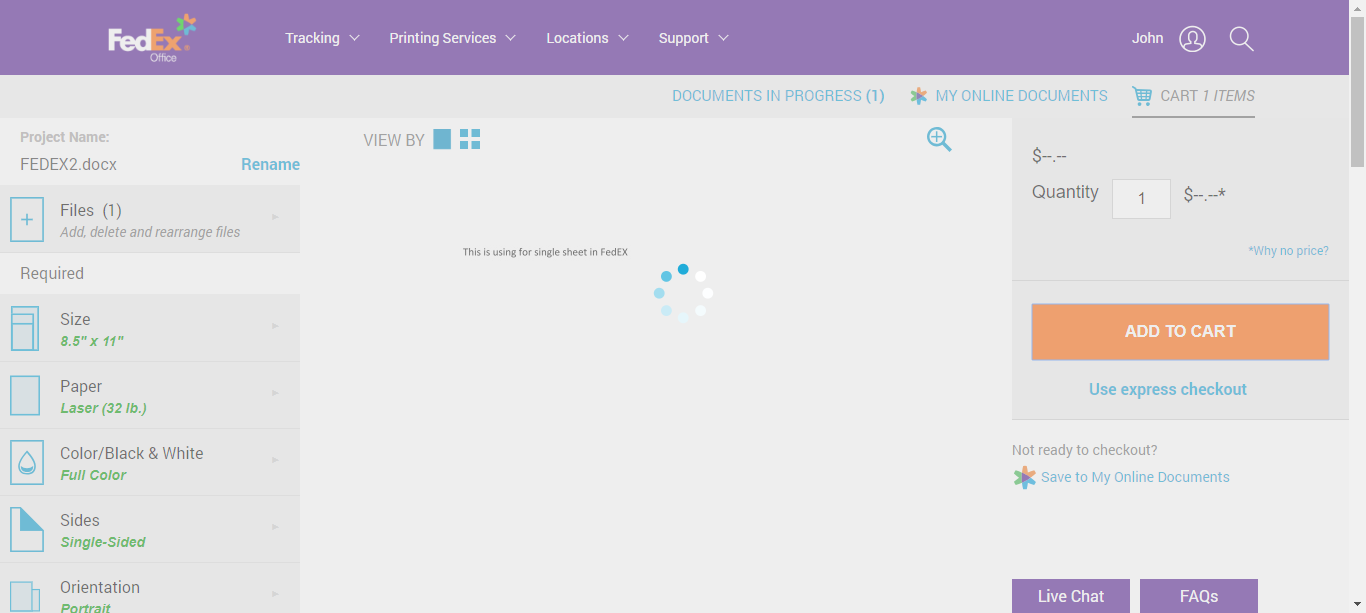 FedEx
Office
Tracking
Printing Services
Locations
Support
John
DOCUMENTS IN PROGRESS (1)
MY ONLINE DOCUMENTS
CART 1 ITEMS
Project Name:
FEDEX2.docx
Rename
Files (1)
Add, delete and rearrange files
Required
Size
8.5" x 11"
Paper
Laser (32 lb.)
Color/Black & White
Full Color
Sides
Single-Sided
Orientation
Portrait
VIEW BY
This is using for single sheet in FedEX
$--.--
Quantity 1 $--.--*
*Why no price?
ADD TO CART
Use express checkout
Not ready to checkout?
Save to My Online Documents
Live Chat
FAQs